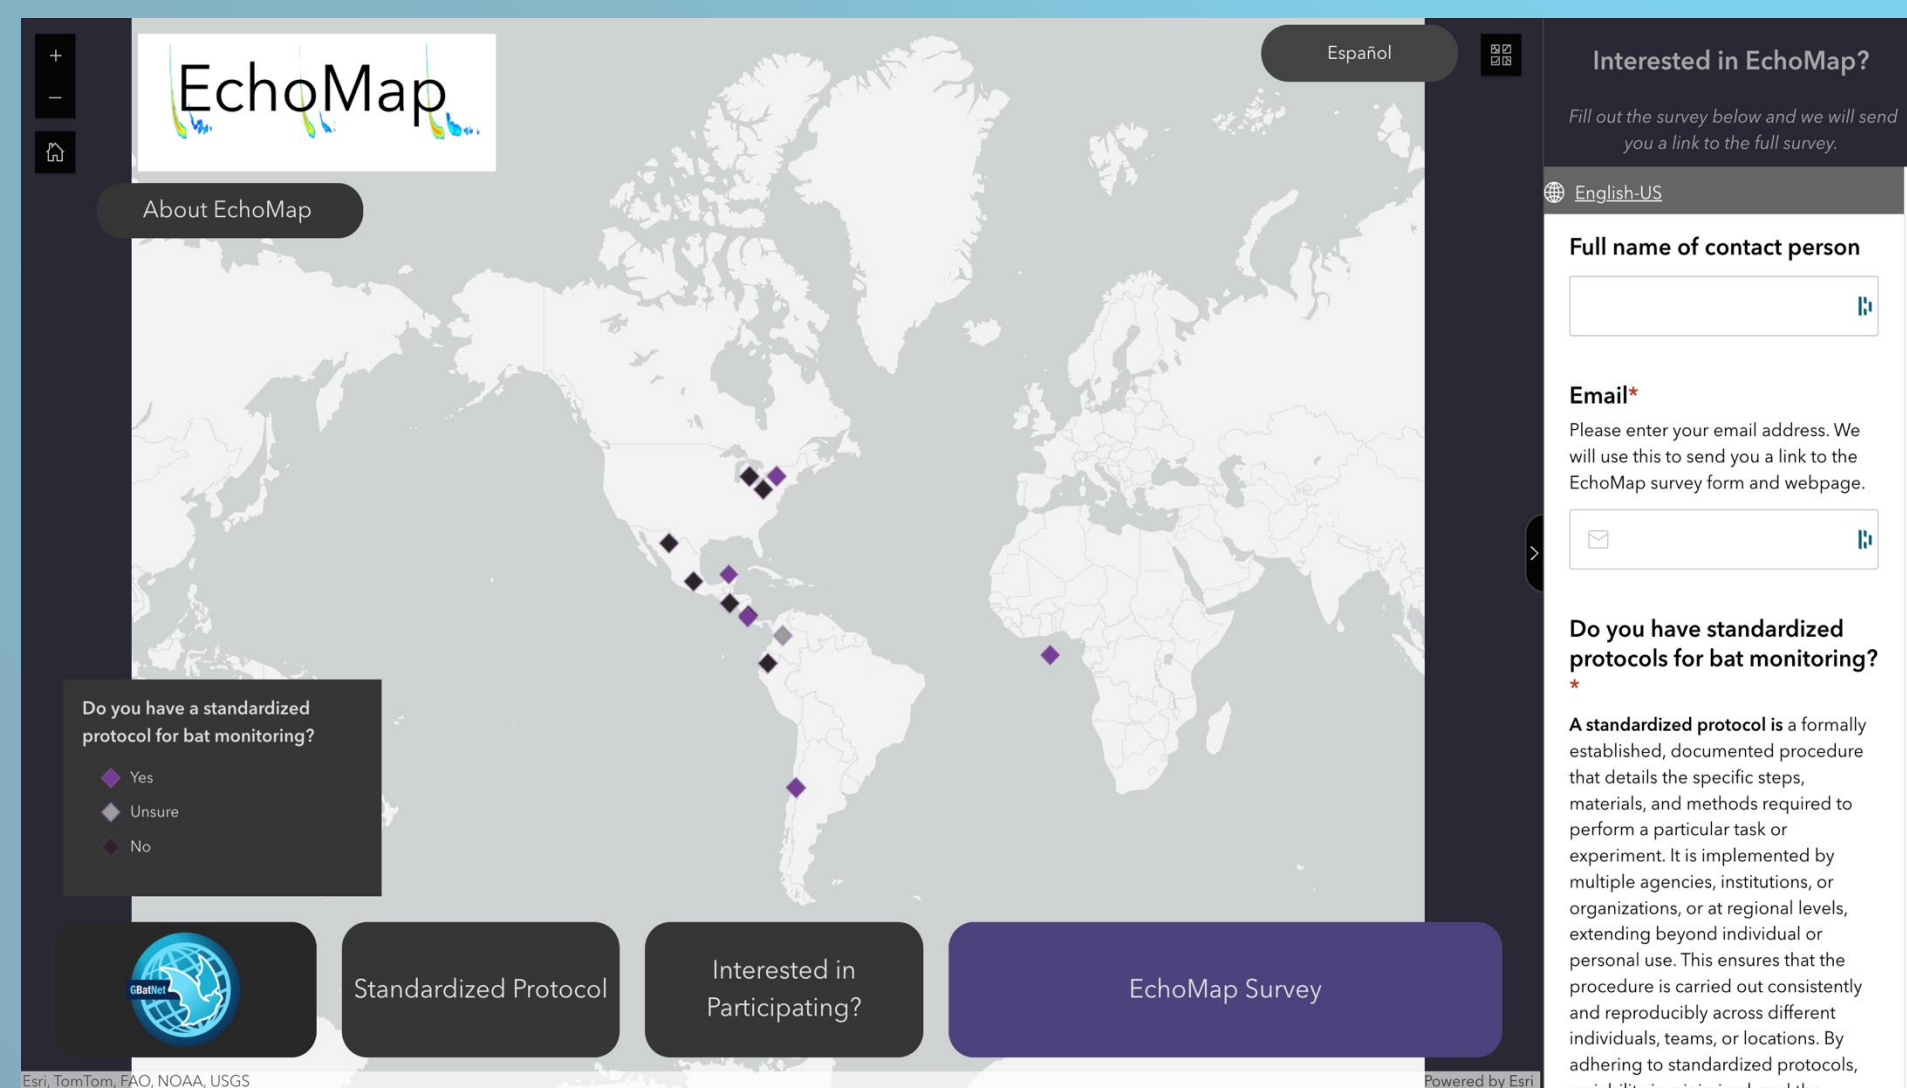 EchoMap
Español
About EchoMap
Do you have a standardized
protocol for bat monitoring?
Yes
Unsure
No
GBatNet
Standardized Protocol
Interested in
Participating?
EchoMap Survey
Esri, TomTom, FAO, NOAA, USGS
Powered by Esri
Interested in EchoMap?
Fill out the survey below and we will send
you a link to the full survey.
English-US
Full name of contact person
Email*
Please enter your email address. We
will use this to send you a link to the
EchoMap survey form and webpage.
Do you have standardized
protocols for bat monitoring?
*
A standardized protocol is a formally
established, documented procedure
that details the specific steps,
materials, and methods required to
perform a particular task or
experiment. It is implemented by
multiple agencies, institutions, or
organizations, or at regional levels,
extending beyond individual or
personal use. This ensures that the
procedure is carried out consistently
and reproducibly across different
individuals, teams, or locations. By
adhering to standardized protocols,